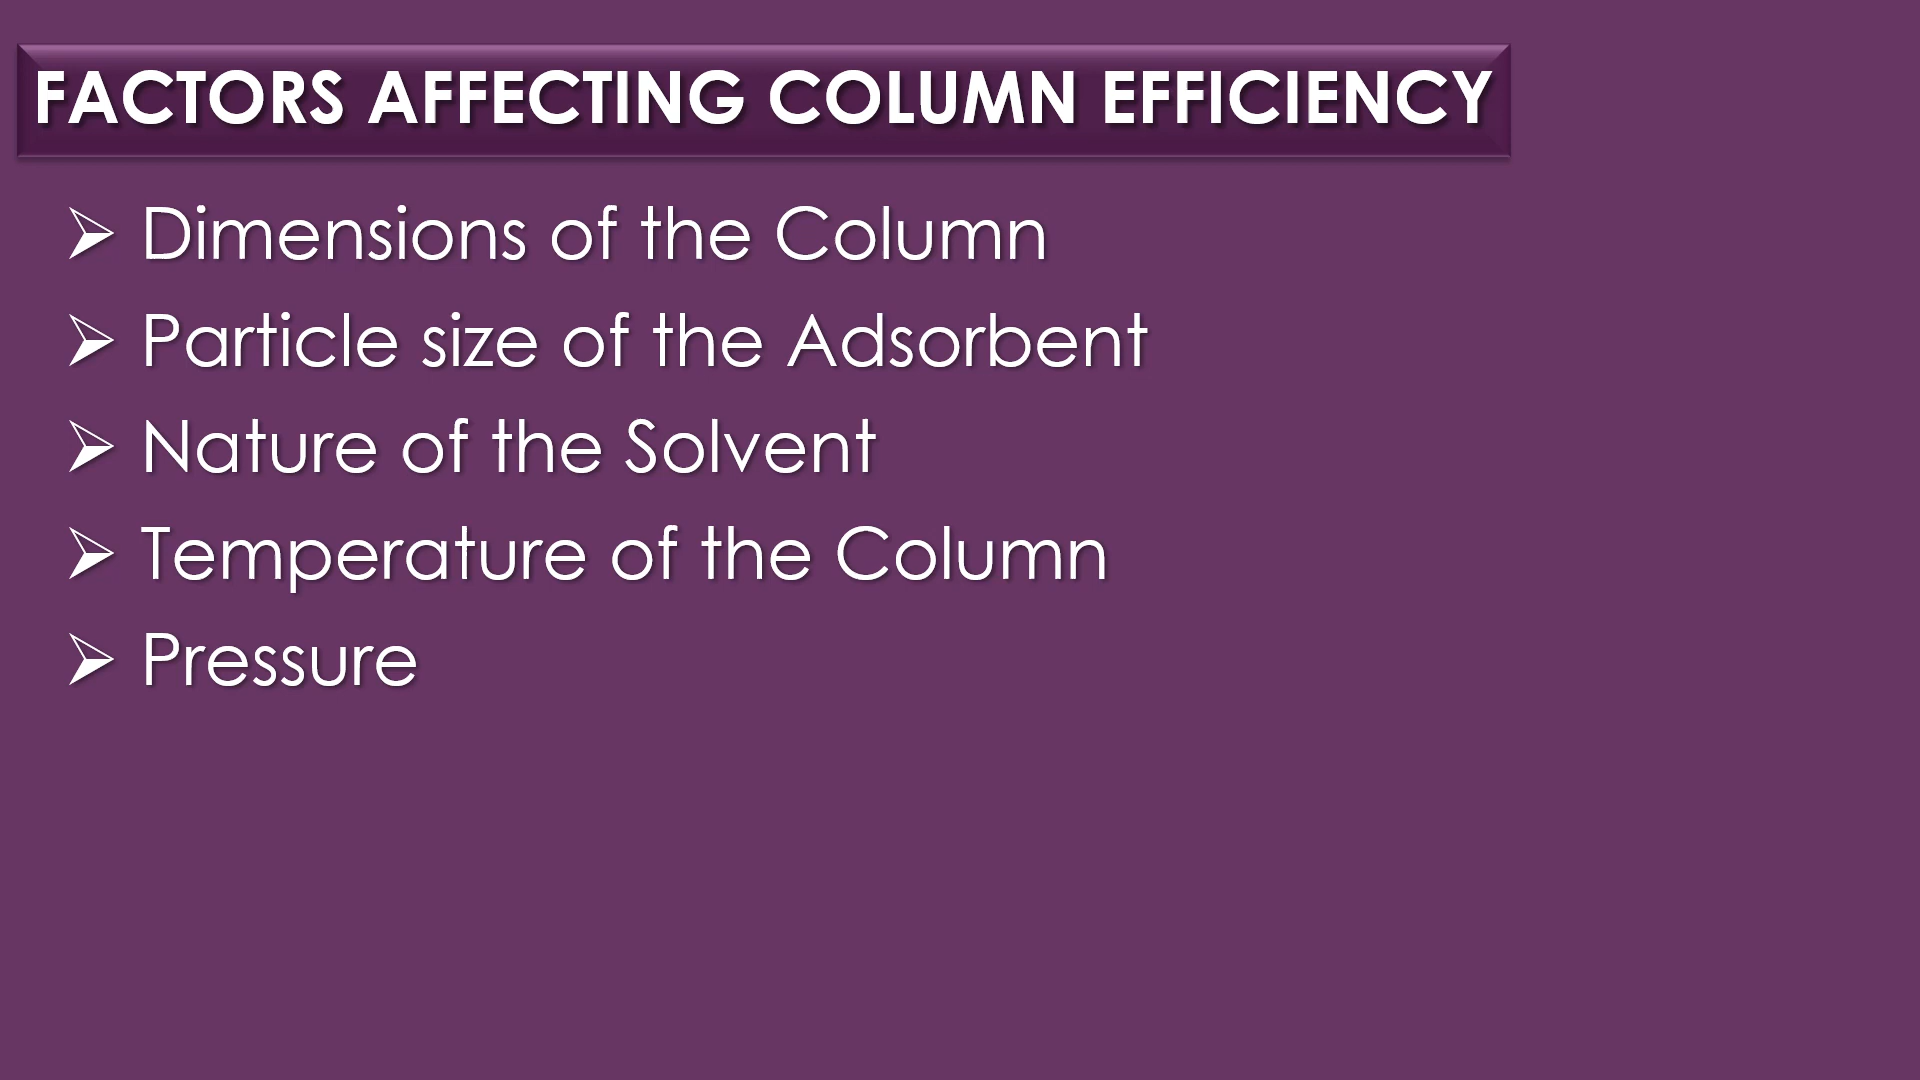 FACTORS AFFECTING COLUMN EFFICIENCY
➢ Dimensions of the Column
➢ Particle size of the Adsorbent
➢ Nature of the Solvent
➢ Temperature of the Column
➢ Pressure